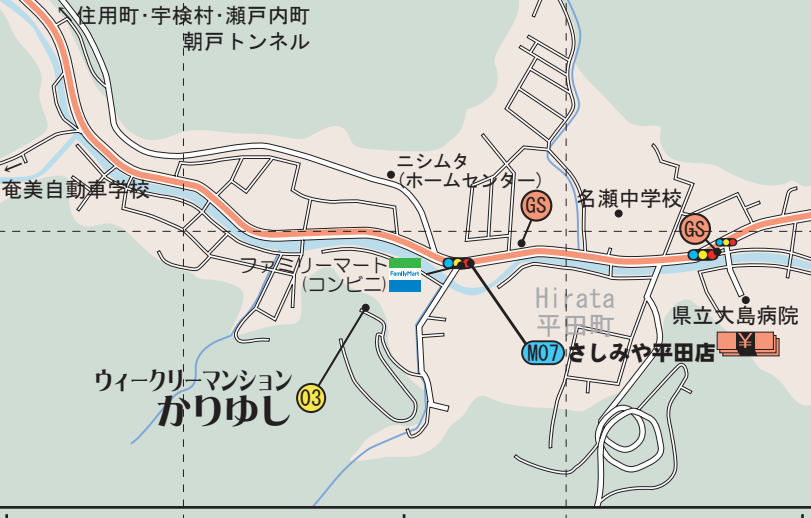 住用町・宇検村・瀬戸内町
朝戸トンネル
ニシムタ
(ホームセンター)
奄美自動車学校
GS
名瀬中学校
GS
ファミリーマート
(コンビニ)
FamilyMart
Hirata
平田町
県立大島病院
M07 さしみや平田店
¥
ウィークリーマンション
かりゆし
03